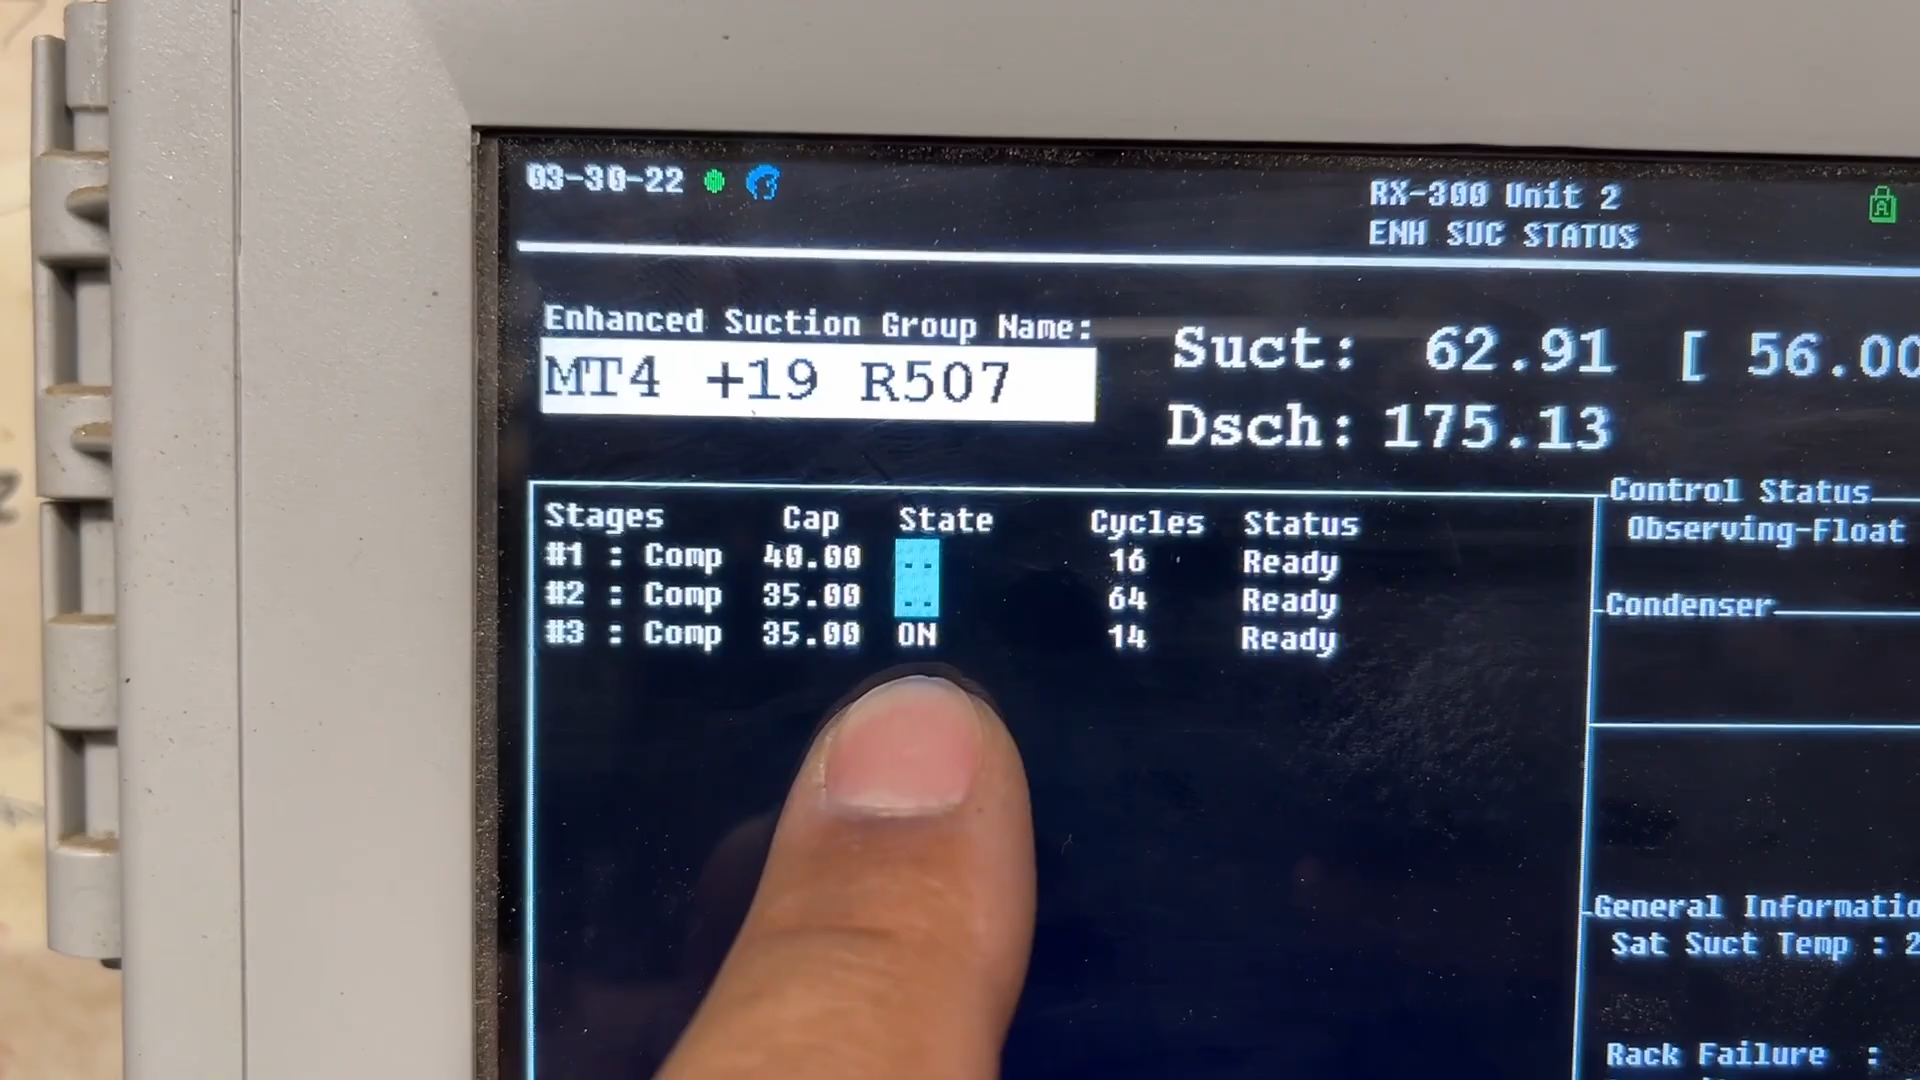 03-30-22
RX-300 Unit 2
ENH SUC STATUS
Enhanced Suction Group Name:
MT4 +19 R507
Suct: 62.91 [ 56.00
Dsch: 175.13
Stages Cap State Cycles Status
#1 : Comp 40.00 -- 16 Ready
#2 : Comp 35.00 -- 64 Ready
#3 : Comp 35.00 ON 14 Ready
Control Status
Observing-Float
Condenser
General Informatio
Sat Suct Temp : 2
Rack Failure :